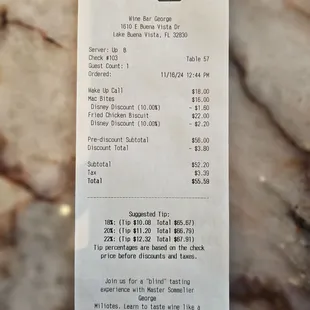 Wine Bar George
1610 E Buena Vista Dr
Lake Buena Vista, FL 32830
Server: Up B
Check #103 Table 57
Guest Count: 1
Ordered: 11/16/24 12:44 PM
Wake Up Call $18.00
Mac Bites $16.00
Disney Discount (10.00%) - $1.60
Fried Chicken Biscuit $22.00
Disney Discount (10.00%) - $2.20
Pre-discount Subtotal $56.00
Discount Total - $3.80
Subtotal $52.20
Tax $3.39
Total $55.59
Suggested Tip:
18%: (Tip $10.08 Total $65.67)
20%: (Tip $11.20 Total $66.79)
22%: (Tip $12.32 Total $67.91)
Tip percentages are based on the check
price before discounts and taxes.
Join us for a "blind" tasting
experience with Master Sommelier
George
Miliotes. Learn to taste wine like a